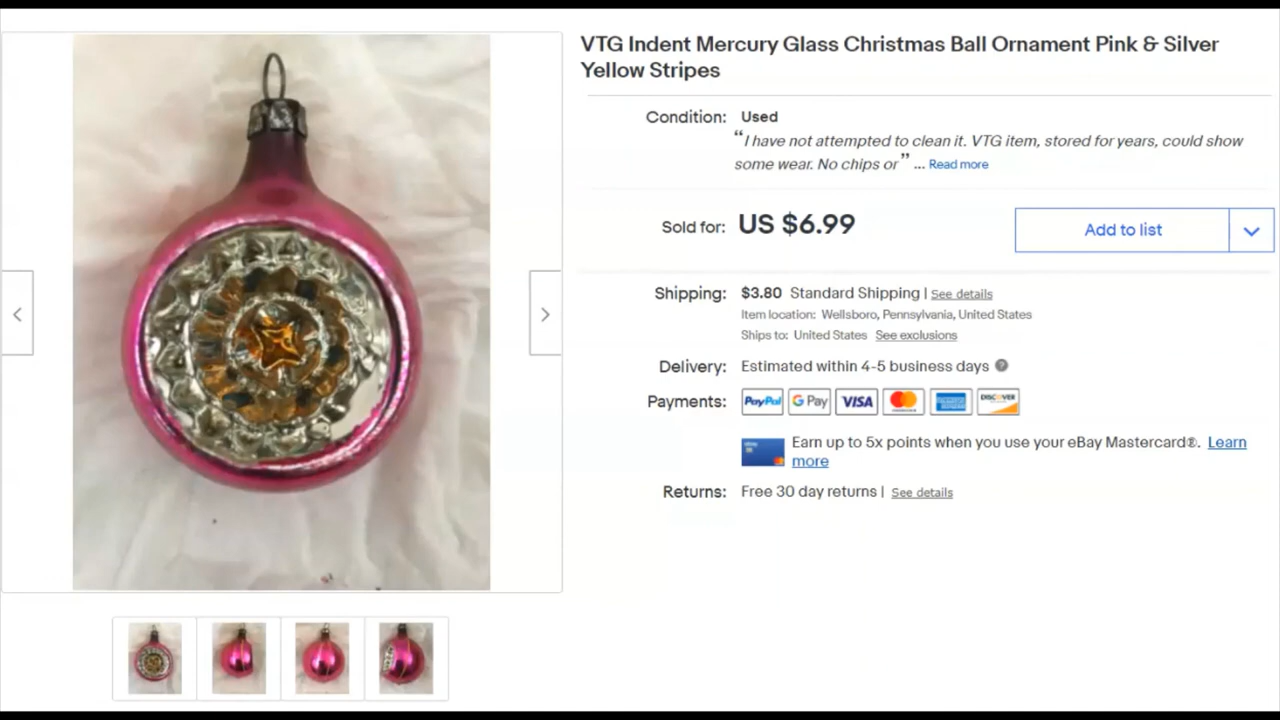 VTG Indent Mercury Glass Christmas Ball Ornament Pink & Silver
Yellow Stripes
Condition: Used
“I have not attempted to clean it. VTG item, stored for years, could show
some wear. No chips or” ... Read more
Sold for: US $6.99
Add to list
Shipping: $3.80 Standard Shipping | See details
Item location: Wellsboro, Pennsylvania, United States
Ships to: United States See exclusions
Delivery: Estimated within 4-5 business days ?
Payments: PayPal G Pay VISA DISCOVER
Earn up to 5x points when you use your eBay Mastercard®. Learn
more
Returns: Free 30 day returns | See details